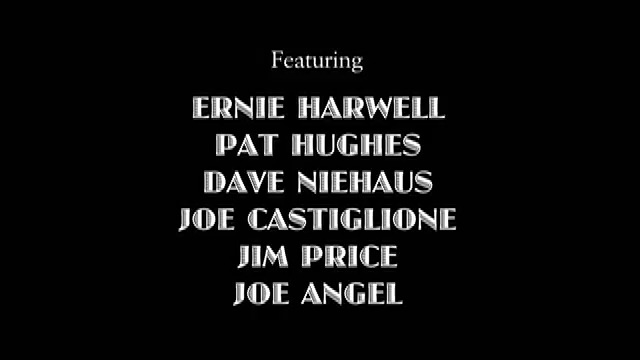 Featuring
ERNIE HARWELL
PAT HUGHES
DAVE NIEHAUS
JOE CASTIGLIONE
JIM PRICE
JOE ANGEL